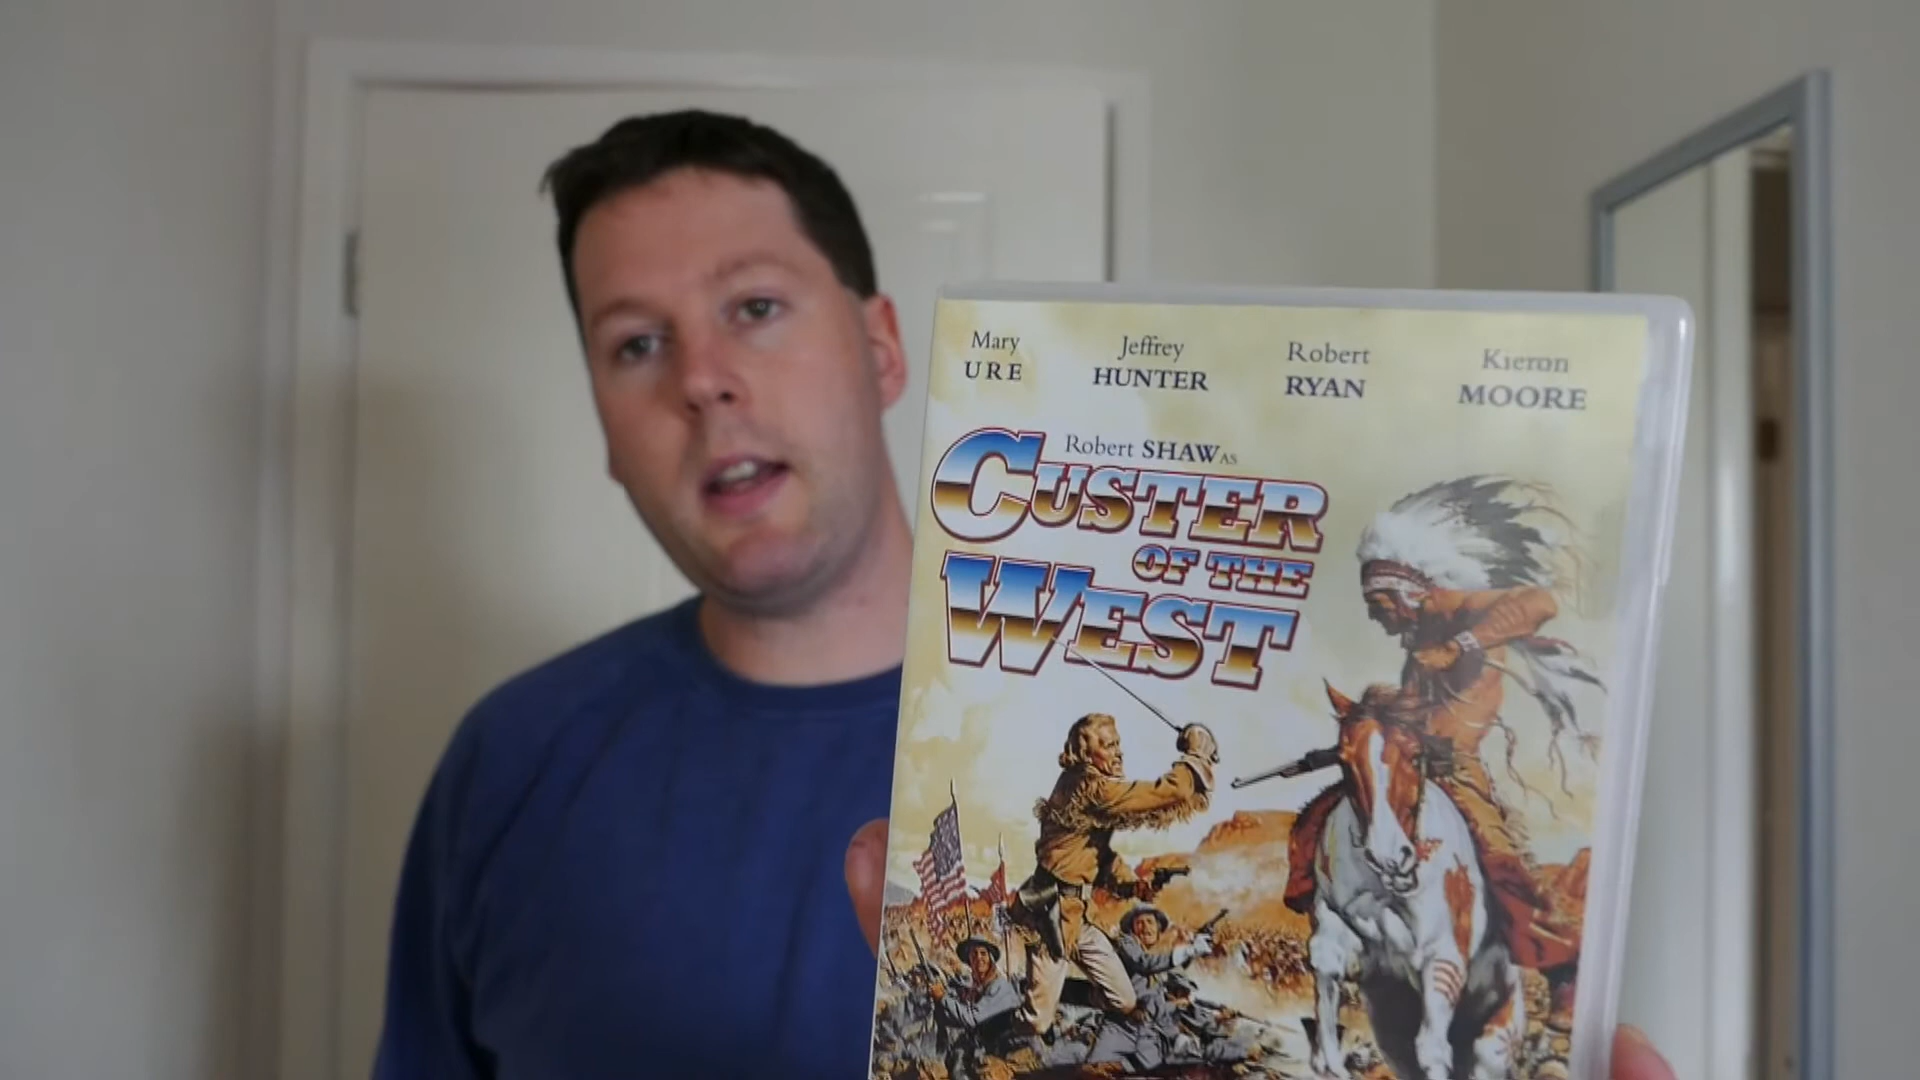 Mary
URE
Jeffrey
HUNTER
Robert
RYAN
Kieron
MOORE
Robert SHAW AS
CUSTER
OF THE
WEST